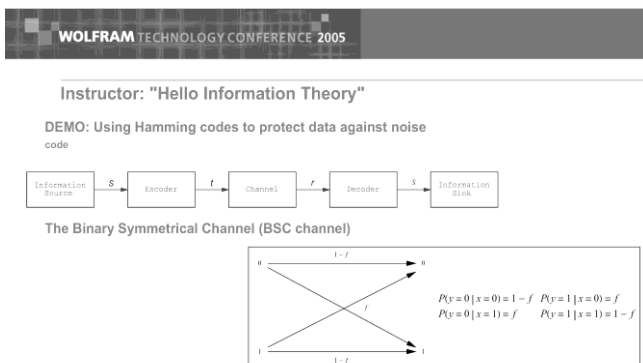 WOLFRAM TECHNOLOGY CONFERENCE 2005
Instructor: "Hello Information Theory"
DEMO: Using Hamming codes to protect data against noise
code
Information Source
S
Encoder
t
Channel
r
Decoder
s
Information Sink
The Binary Symmetrical Channel (BSC channel)
1 − f
0 0
f
P(y = 0 | x = 0) = 1 − f P(y = 1 | x = 0) = f
P(y = 0 | x = 1) = f P(y = 1 | x = 1) = 1 − f
1 1
1 − f